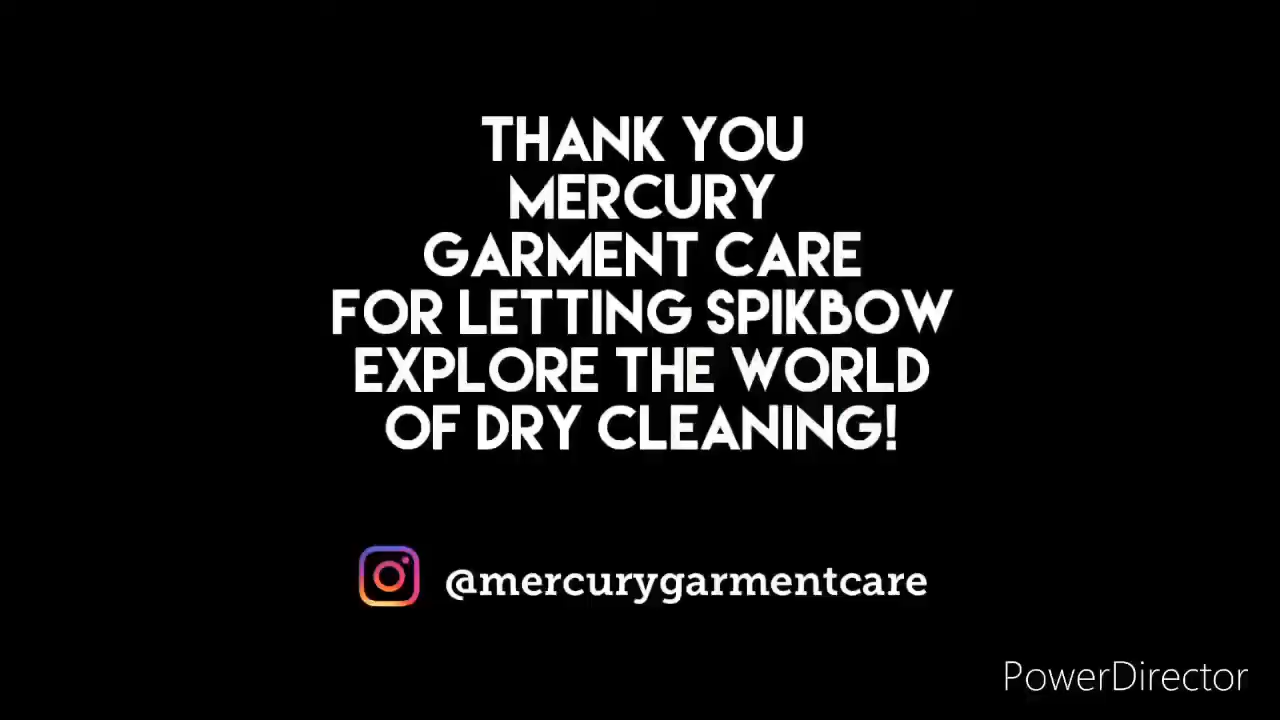 THANK YOU
MERCURY
GARMENT CARE
FOR LETTING SPIKBOW
EXPLORE THE WORLD
OF DRY CLEANING!
@mercurygarmentcare
PowerDirector